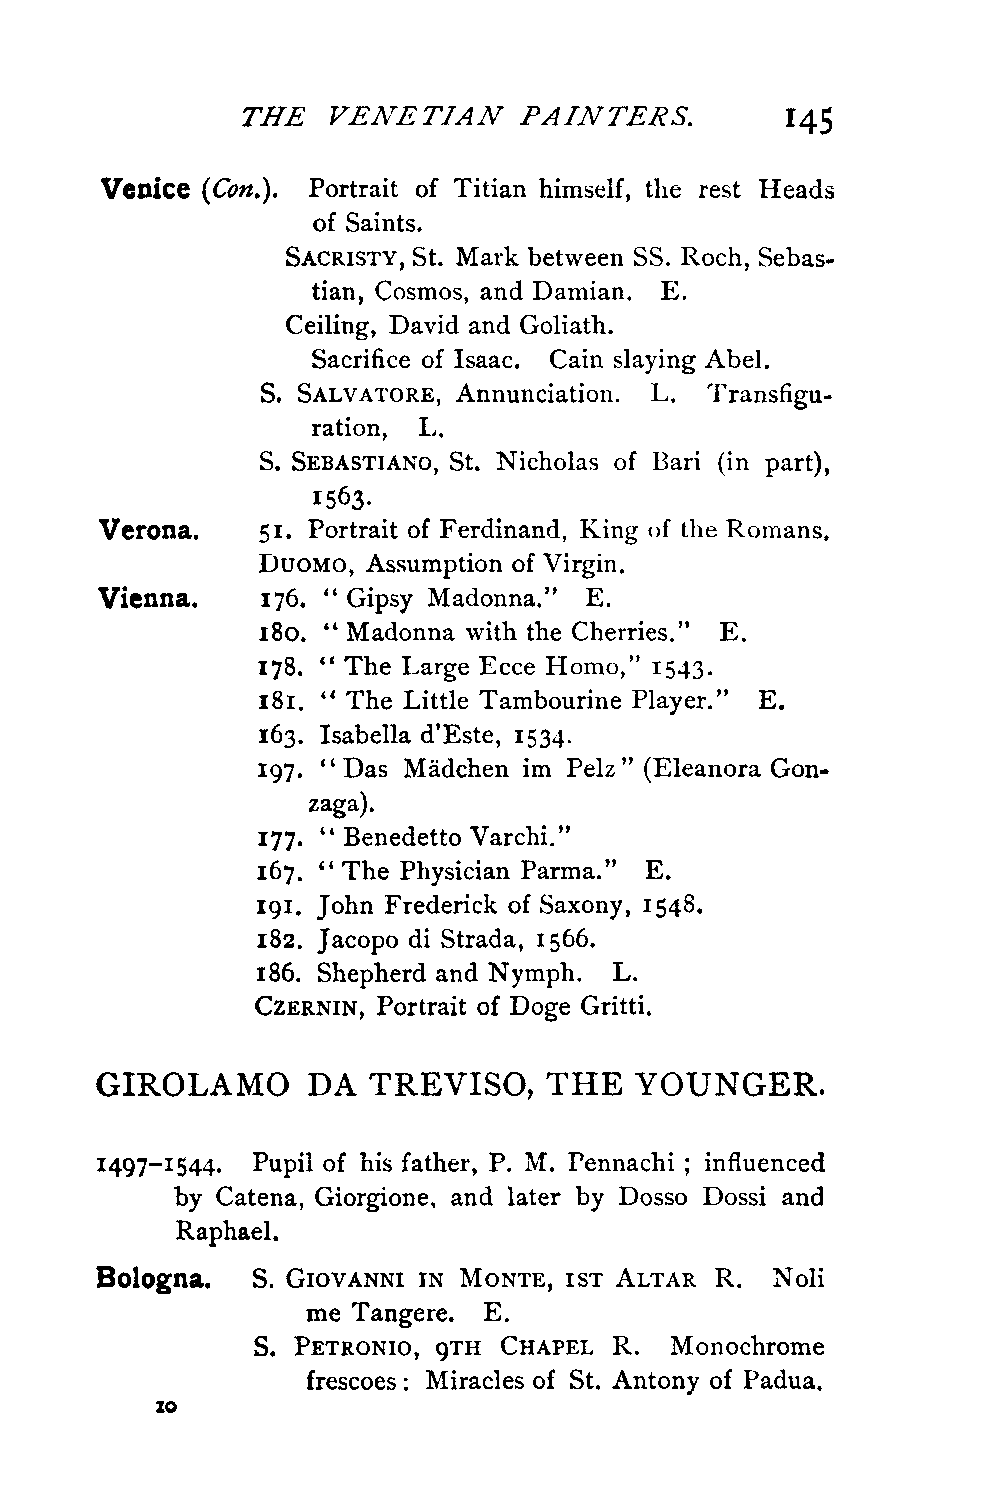 THE VENETIAN PAINTERS. 145
Venice (Con.). Portrait of Titian himself, the rest Heads
of Saints.
SACRISTY, St. Mark between SS. Roch, Sebas-
tian, Cosmos, and Damian. E.
Ceiling, David and Goliath.
Sacrifice of Isaac. Cain slaying Abel.
S. SALVATORE, Annunciation. L. Transfigu-
ration, L.
S. SEBASTIANO, St. Nicholas of Bari (in part),
1563.
Verona. 51. Portrait of Ferdinand, King of the Romans.
DUOMO, Assumption of Virgin.
Vienna. 176. "Gipsy Madonna." E.
180. "Madonna with the Cherries." E.
178. "The Large Ecce Homo," 1543.
181. "The Little Tambourine Player." E.
163. Isabella d'Este, 1534.
197. "Das Mädchen im Pelz" (Eleanora Gon-
zaga).
177. "Benedetto Varchi."
167. "The Physician Parma." E.
191. John Frederick of Saxony, 1548.
182. Jacopo di Strada, 1566.
186. Shepherd and Nymph. L.
CZERNIN, Portrait of Doge Gritti.
GIROLAMO DA TREVISO, THE YOUNGER.
1497-1544. Pupil of his father, P. M. Pennachi; influenced
by Catena, Giorgione, and later by Dosso Dossi and
Raphael.
Bologna. S. GIOVANNI IN MONTE, 1ST ALTAR R. Noli
me Tangere. E.
S. PETRONIO, 9TH CHAPEL R. Monochrome
frescoes: Miracles of St. Antony of Padua.
10